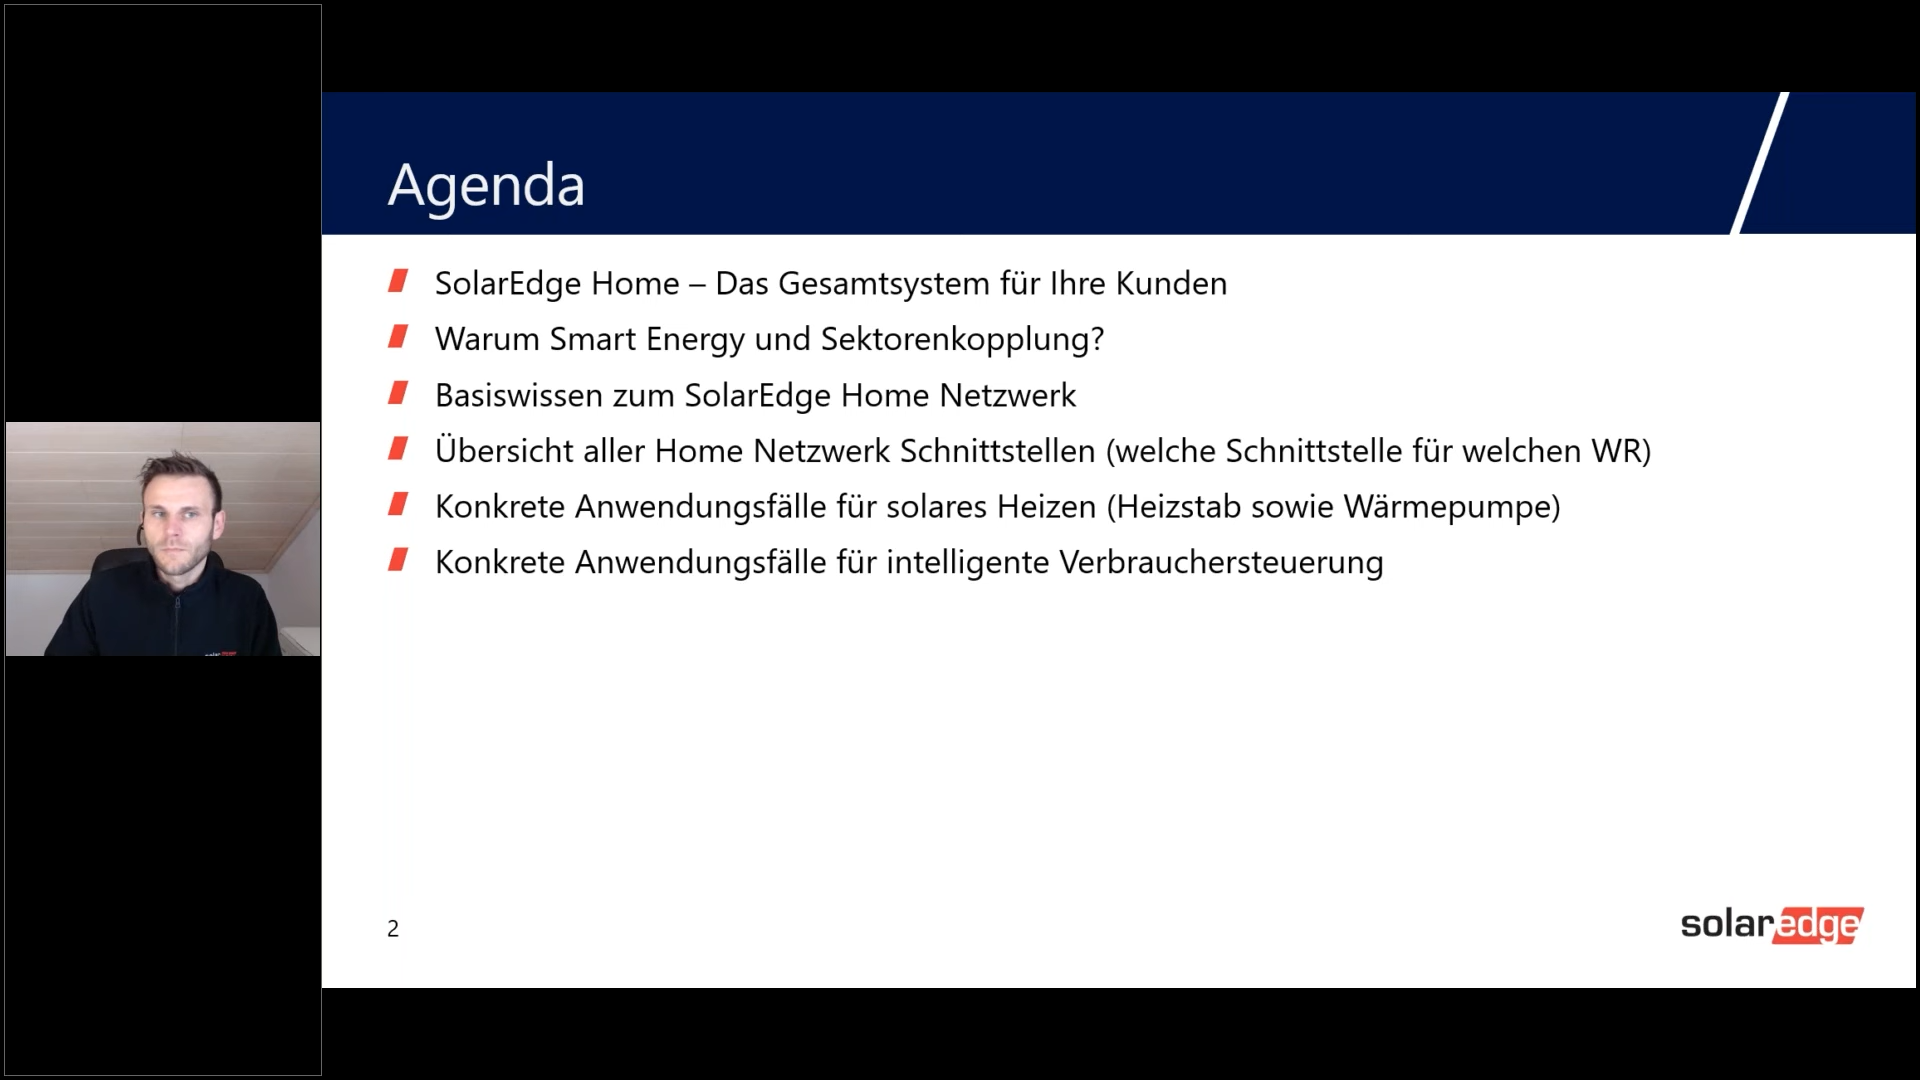 Agenda
SolarEdge Home – Das Gesamtsystem für Ihre Kunden
Warum Smart Energy und Sektorenkopplung?
Basiswissen zum SolarEdge Home Netzwerk
Übersicht aller Home Netzwerk Schnittstellen (welche Schnittstelle für welchen WR)
Konkrete Anwendungsfälle für solares Heizen (Heizstab sowie Wärmepumpe)
Konkrete Anwendungsfälle für intelligente Verbrauchersteuerung
2
solaredge